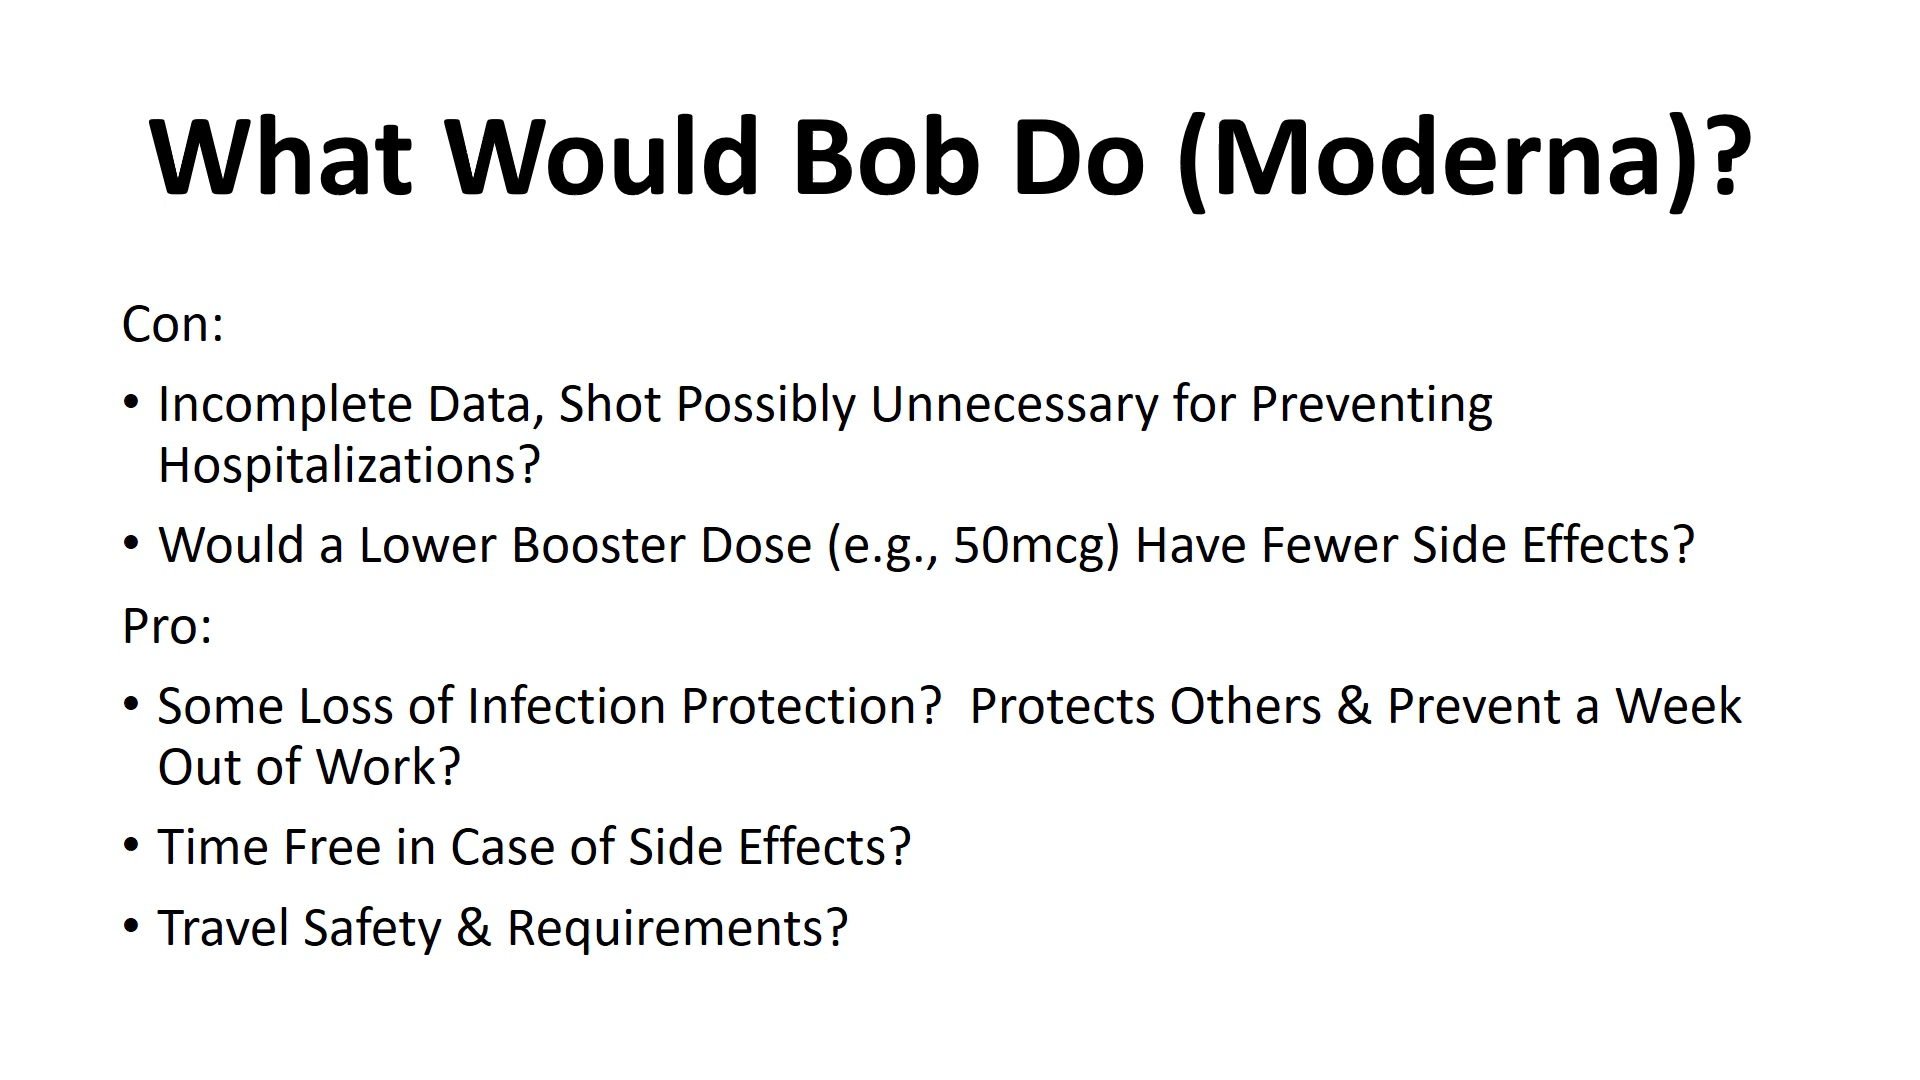 What Would Bob Do (Moderna)?
Con:
• Incomplete Data, Shot Possibly Unnecessary for Preventing
Hospitalizations?
• Would a Lower Booster Dose (e.g., 50mcg) Have Fewer Side Effects?
Pro:
• Some Loss of Infection Protection?  Protects Others & Prevent a Week
Out of Work?
• Time Free in Case of Side Effects?
• Travel Safety & Requirements?